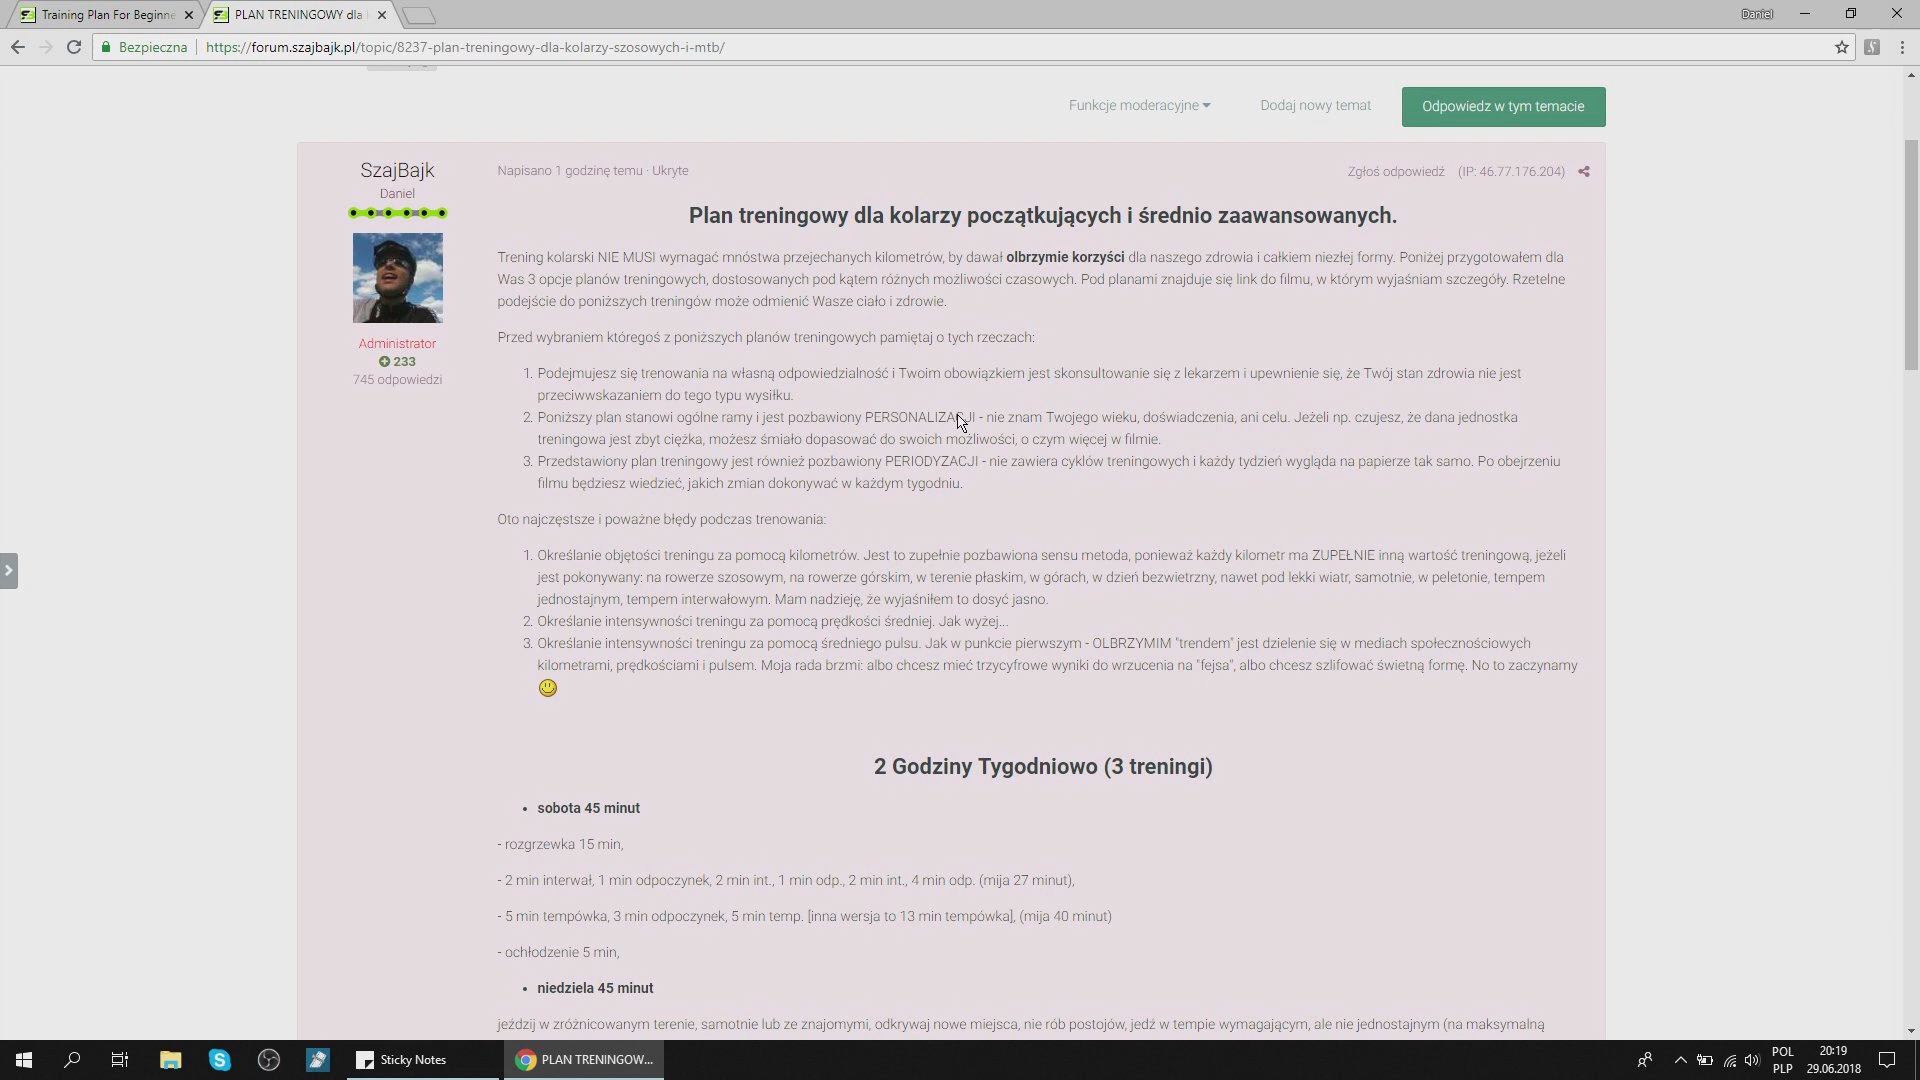 Training Plan For Beginne
PLAN TRENINGOWY dla
Daniel
Bezpieczna
https://forum.szajbajk.pl/topic/8237-plan-treningowy-dla-kolarzy-szosowych-i-mtb/
Funkcje moderacyjne
Dodaj nowy temat
Odpowiedz w tym temacie
SzajBajk
Daniel
Administrator
233
745 odpowiedzi
Napisano 1 godzinę temu · Ukryte
Zgłoś odpowiedź (IP: 46.77.176.204)
Plan treningowy dla kolarzy początkujących i średnio zaawansowanych.
Trening kolarski NIE MUSI wymagać mnóstwa przejechanych kilometrów, by dawał olbrzymie korzyści dla naszego zdrowia i całkiem niezłej formy. Poniżej przygotowałem dla
Was 3 opcje planów treningowych, dostosowanych pod kątem różnych możliwości czasowych. Pod planami znajduje się link do filmu, w którym wyjaśniam szczegóły. Rzetelne
podejście do poniższych treningów może odmienić Wasze ciało i zdrowie.
Przed wybraniem któregoś z poniższych planów treningowych pamiętaj o tych rzeczach:
1. Podejmujesz się trenowania na własną odpowiedzialność i Twoim obowiązkiem jest skonsultowanie się z lekarzem i upewnienie się, że Twój stan zdrowia nie jest
przeciwwskazaniem do tego typu wysiłku.
2. Poniższy plan stanowi ogólne ramy i jest pozbawiony PERSONALIZACJI - nie znam Twojego wieku, doświadczenia, ani celu. Jeżeli np. czujesz, że dana jednostka
treningowa jest zbyt ciężka, możesz śmiało dopasować do swoich możliwości, o czym więcej w filmie.
3. Przedstawiony plan treningowy jest również pozbawiony PERIODYZACJI - nie zawiera cyklów treningowych i każdy tydzień wygląda na papierze tak samo. Po obejrzeniu
filmu będziesz wiedzieć, jakich zmian dokonywać w każdym tygodniu.
Oto najczęstsze i poważne błędy podczas trenowania:
1. Określanie objętości treningu za pomocą kilometrów. Jest to zupełnie pozbawiona sensu metoda, ponieważ każdy kilometr ma ZUPEŁNIE inną wartość treningową, jeżeli
jest pokonywany: na rowerze szosowym, na rowerze górskim, w terenie płaskim, w górach, w dzień bezwietrzny, nawet pod lekki wiatr, samotnie, w peletonie, tempem
jednostajnym, tempem interwałowym. Mam nadzieję, że wyjaśniłem to dosyć jasno.
2. Określanie intensywności treningu za pomocą prędkości średniej. Jak wyżej...
3. Określanie intensywności treningu za pomocą średniego pulsu. Jak w punkcie pierwszym - OLBRZYMIM "trendem" jest dzielenie się w mediach społecznościowych
kilometrami, prędkościami i pulsem. Moja rada brzmi: albo chcesz mieć trzycyfrowe wyniki do wrzucenia na "fejsa", albo chcesz szlifować świetną formę. No to zaczynamy
2 Godziny Tygodniowo (3 treningi)
• sobota 45 minut
- rozgrzewka 15 min,
- 2 min interwał, 1 min odpoczynek, 2 min int., 1 min odp., 2 min int., 4 min odp. (mija 27 minut),
- 5 min tempówka, 3 min odpoczynek, 5 min temp. [inna wersja to 13 min tempówka], (mija 40 minut)
- ochłodzenie 5 min,
• niedziela 45 minut
jeździj w zróżnicowanym terenie, samotnie lub ze znajomymi, odkrywaj nowe miejsca, nie rób postojów, jedź w tempie wymagającym, ale nie jednostajnym (na maksymalną
Sticky Notes
PLAN TRENINGOW...
POL
PLP
20:19
29.06.2018